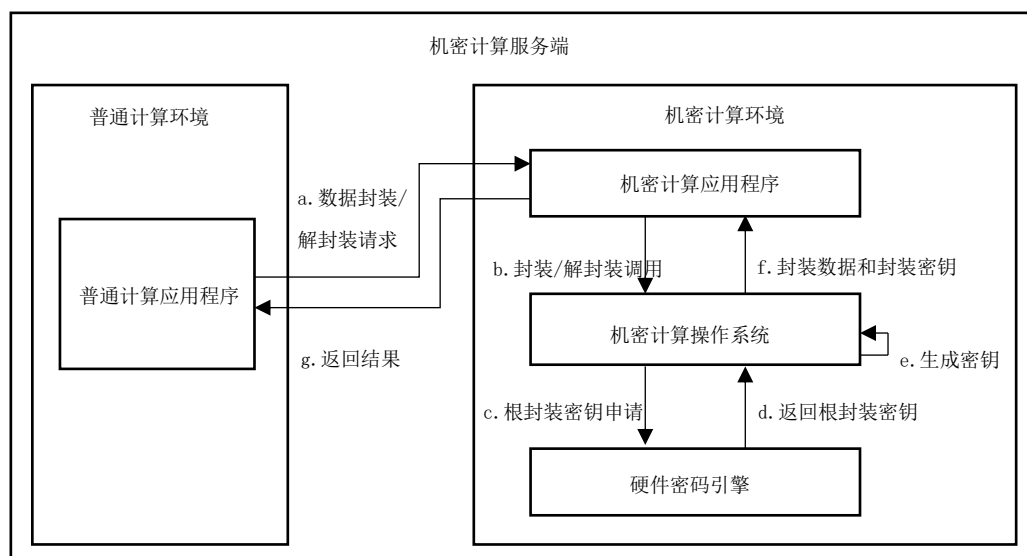 机密计算服务端
普通计算环境
机密计算环境
机密计算应用程序
a.数据封装/
解封装请求
b.封装/解封装调用
f.封装数据和封装密钥
普通计算应用程序
机密计算操作系统
g.返回结果
e.生成密钥
c.根封装密钥申请
d.返回根封装密钥
硬件密码引擎